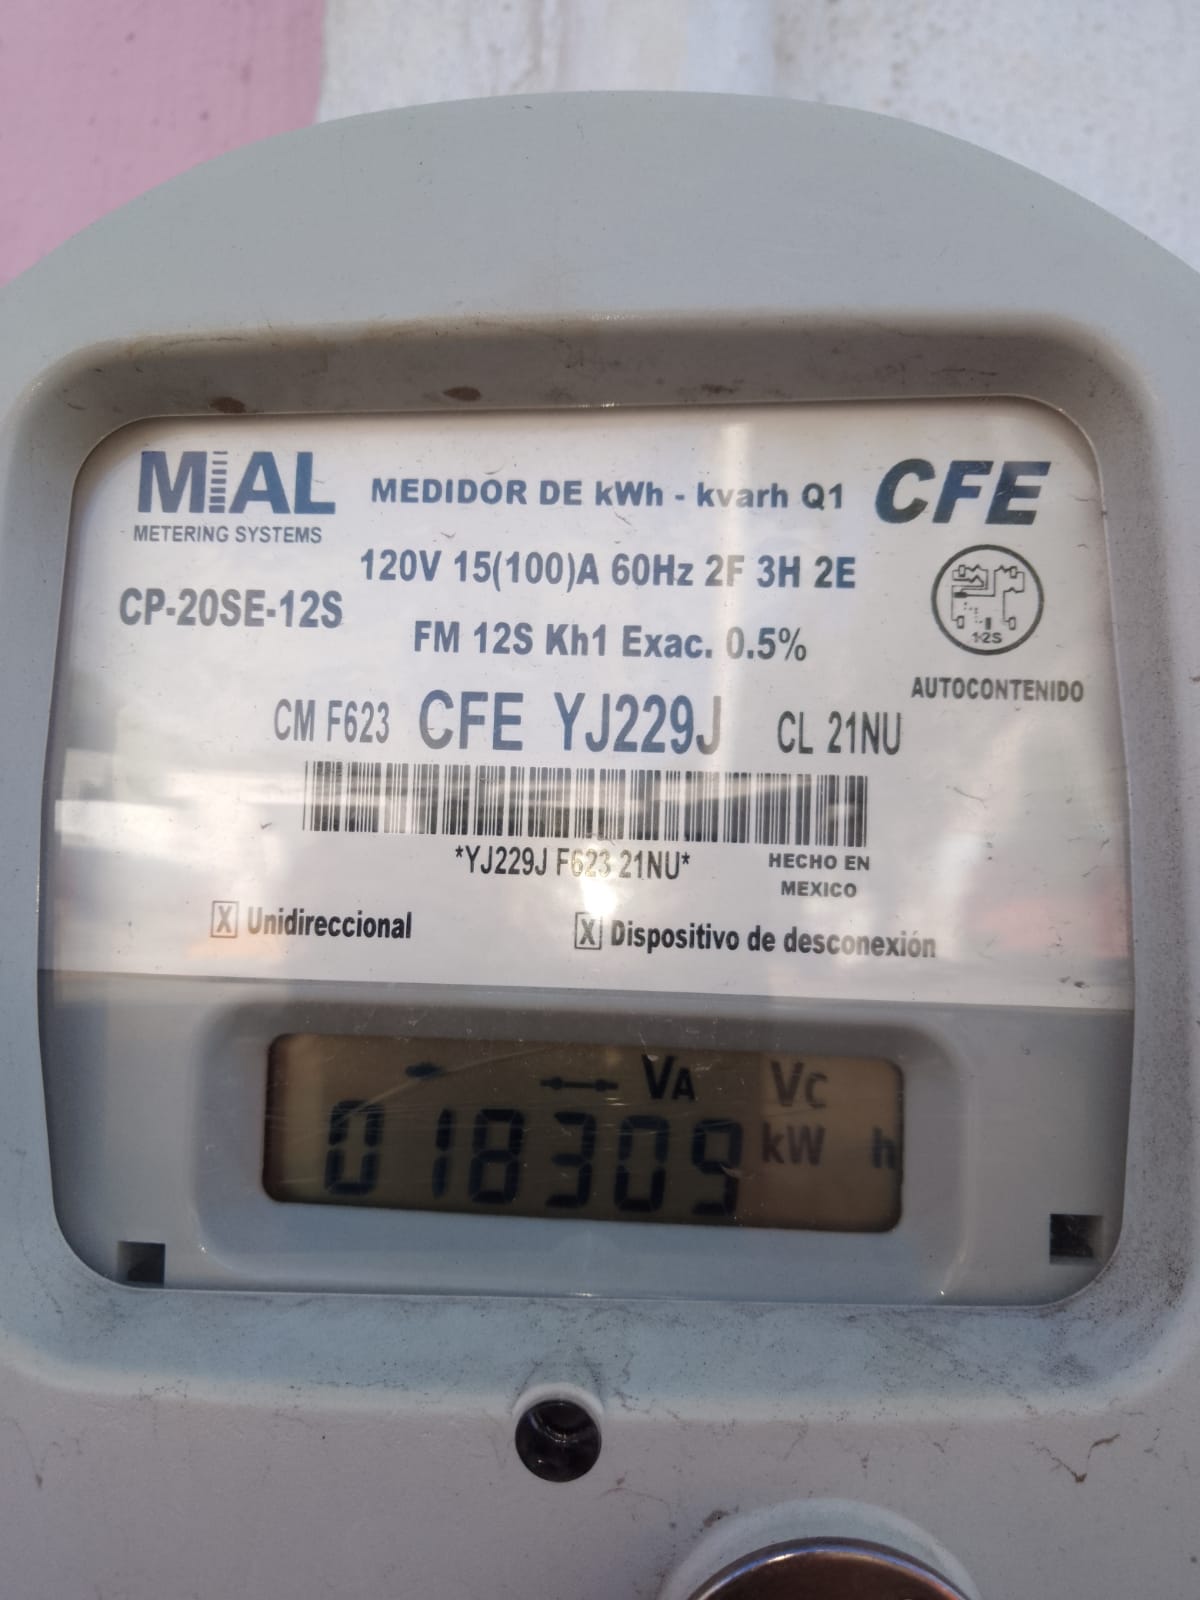 MIAL
METERING SYSTEMS
MEDIDOR DE kWh - kvarh Q1
CFE
120V 15(100)A 60Hz 2F 3H 2E
CP-20SE-12S
FM 12S Kh1 Exac. 0.5%
12S
AUTOCONTENIDO
CM F623 CFE YJ229J CL 21NU
*YJ229J F623 21NU*
HECHO EN
MEXICO
X Unidireccional
X Dispositivo de desconexión
VA VC
018309 kW h